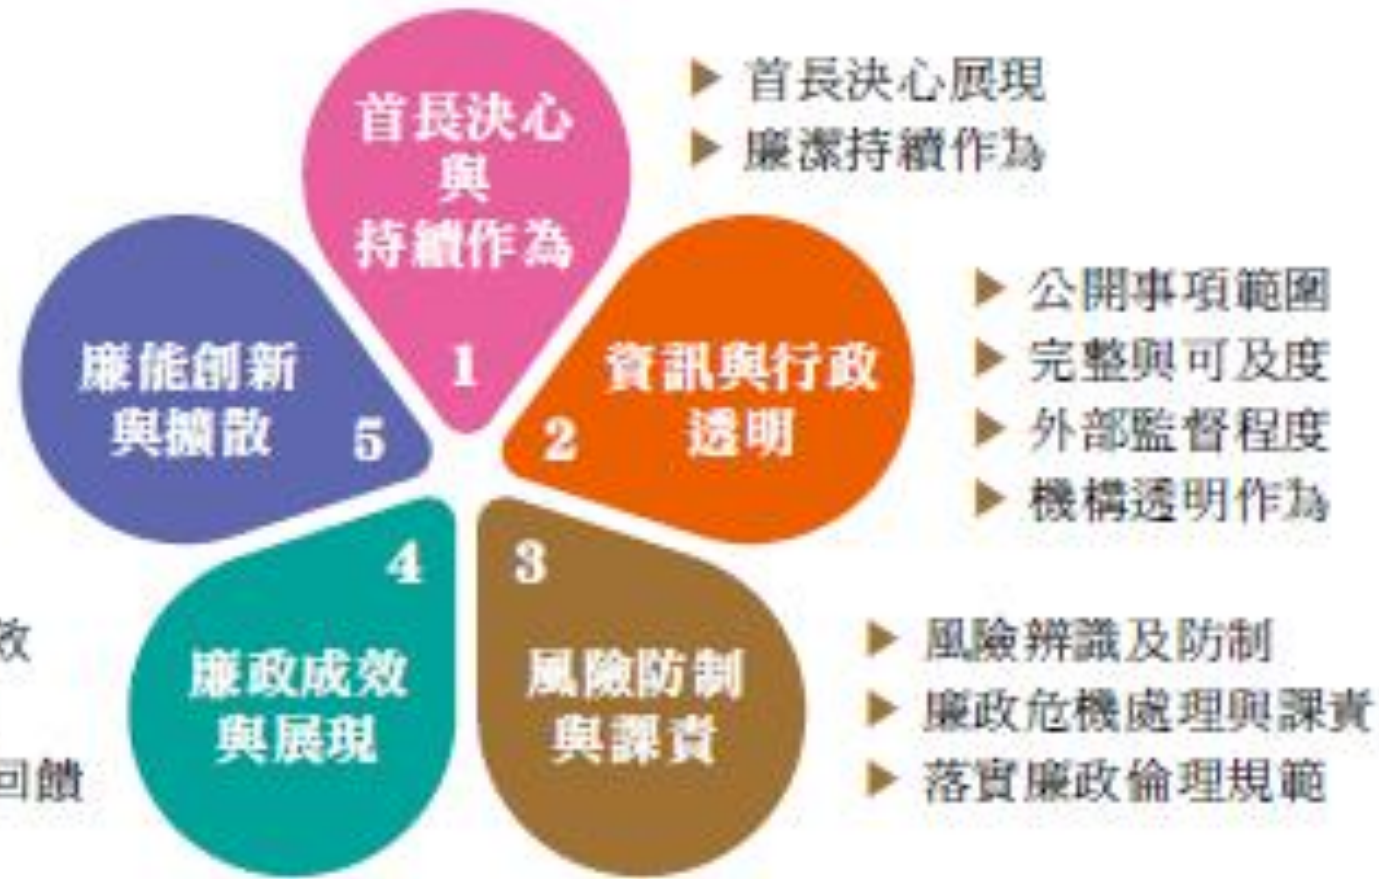 首長決心
與
持續作為
1
▶ 首長決心展現
▶ 廉潔持續作為
資訊與行政
透明
2
▶ 公開事項範圍
▶ 完整與可及度
▶ 外部監督程度
▶ 機構透明作為
風險防制
與課責
3
▶ 風險辨識及防制
▶ 廉政危機處理與課責
▶ 落實廉政倫理規範
廉政成效
與展現
4
效
回饋
廉能創新
與擴散
5